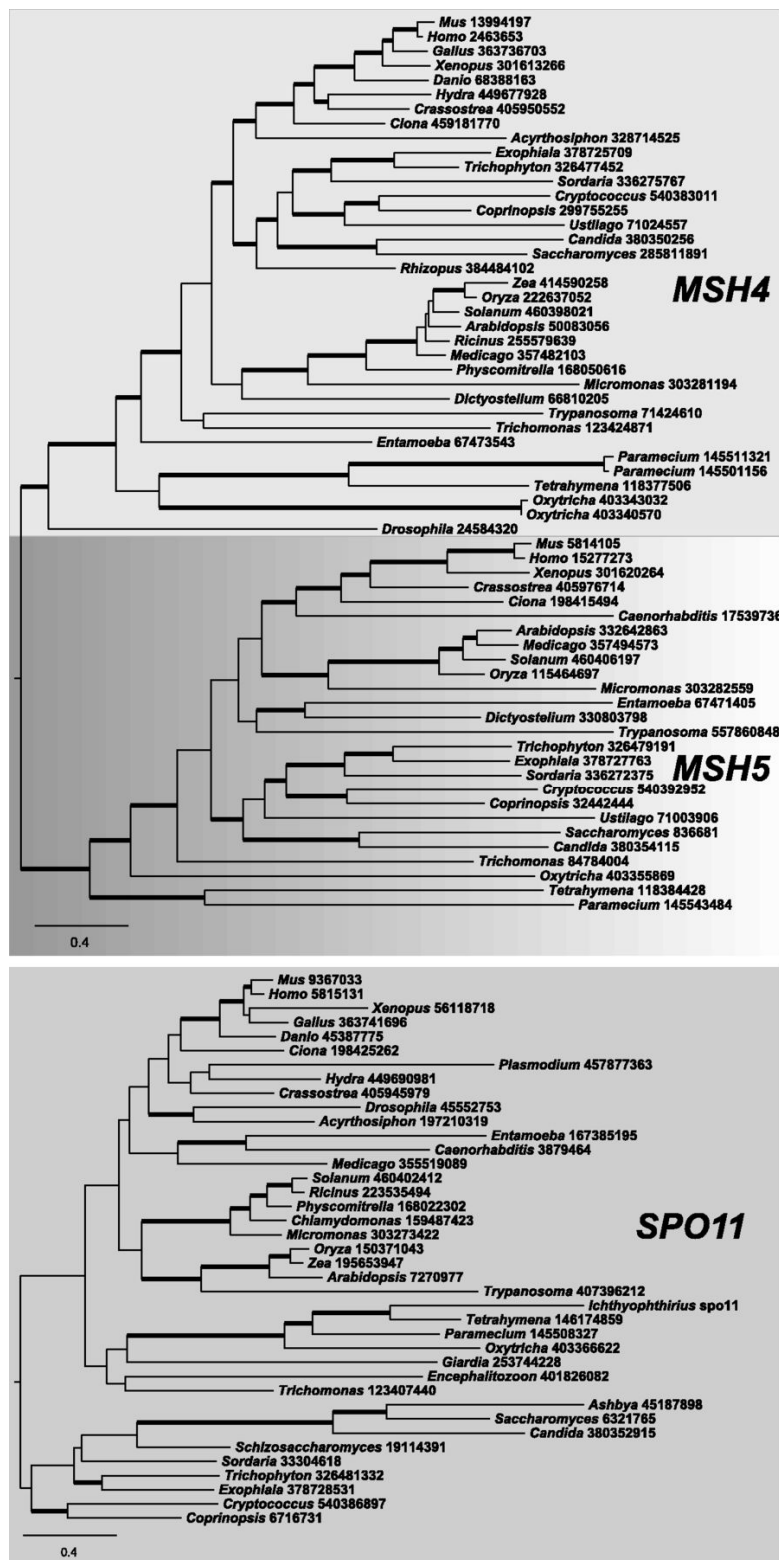 Mus 13994197
Homo 2463653
Gallus 363736703
Xenopus 301613266
Danio 68388163
Hydra 449677928
Crassostrea 405950552
Ciona 459181770
Acyrthosiphon 328714525
Exophiala 378725709
Trichophyton 326477452
Sordaria 336275767
Cryptococcus 540383011
Coprinopsis 299755255
Ustilago 71024557
Candida 380350256
Saccharomyces 285811891
Rhizopus 384484102
MSH4
Zea 414590258
Oryza 222637052
Solanum 460398021
Arabidopsis 50083056
Ricinus 255579639
Medicago 357482103
Physcomitrella 168050616
Micromonas 303281194
Dictyostelium 66810205
Trypanosoma 71424610
Trichomonas 123424871
Entamoeba 67473543
Paramecium 145511321
Paramecium 145501156
Tetrahymena 118377506
Oxytricha 403343032
Oxytricha 403340570
Drosophila 24584320
Mus 5814105
Homo 15277273
Xenopus 301620264
Crassostrea 405976714
Ciona 198415494
Caenorhabditis 17539736
Arabidopsis 332642863
Medicago 357494573
Solanum 460406197
Oryza 115464697
Micromonas 303282559
Entamoeba 67471405
Dictyostelium 330803798
Trypanosoma 557860848
Trichophyton 326479191
Exophiala 378727763
MSH5
Sordaria 336272375
Cryptococcus 540392952
Coprinopsis 32442444
Ustilago 71003906
Saccharomyces 836681
Candida 380354115
Trichomonas 84784004
Oxytricha 403355869
Tetrahymena 118384428
Paramecium 145543484
0.4
Mus 9367033
Homo 5815131
Xenopus 56118718
Gallus 363741696
Danio 45387775
Ciona 198425262
Plasmodium 457877363
Hydra 449690981
Crassostrea 405945979
Drosophila 45552753
Acyrthosiphon 197210319
Entamoeba 167385195
Caenorhabditis 3879464
Medicago 355519089
Solanum 460402412
Ricinus 223535494
Physcomitrella 168022302
Chlamydomonas 159487423
SPO11
Micromonas 303273422
Oryza 150371043
Zea 195653947
Arabidopsis 7270977
Trypanosoma 407396212
Ichthyophthirius spo11
Tetrahymena 146174859
Paramecium 145508327
Oxytricha 403366622
Giardia 253744228
Encephalitozoon 401826082
Trichomonas 123407440
Ashbya 45187898
Saccharomyces 6321765
Candida 380352915
Schizosaccharomyces 19114391
Sordaria 33304618
Trichophyton 326481332
Exophiala 378728531
Cryptococcus 540386897
Coprinopsis 6716731
0.4